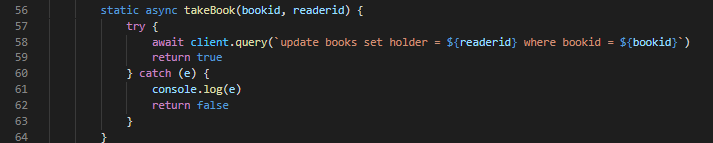 56 static async takeBook(bookid, readerid) {
57 try {
58 await client.query(`update books set holder = ${readerid} where bookid = ${bookid}`)
59 return true
60 } catch (e) {
61 console.log(e)
62 return false
63 }
64 }